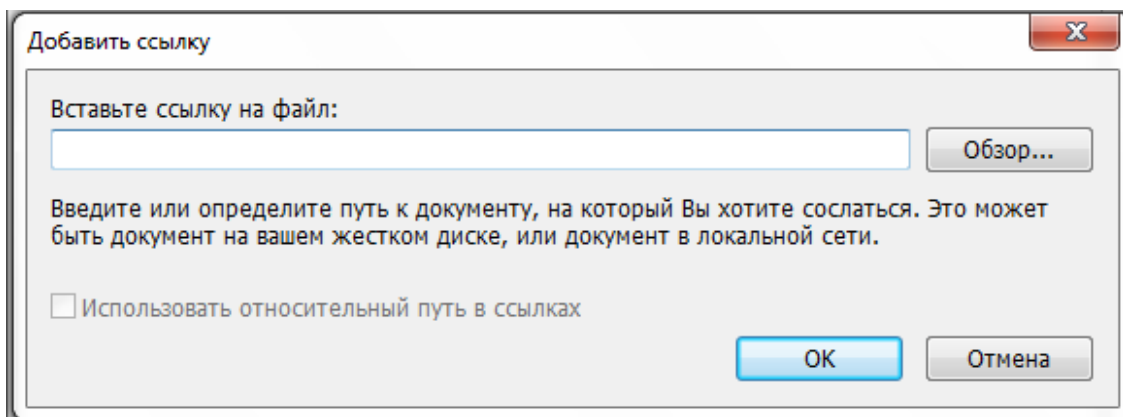 Добавить ссылку
Вставьте ссылку на файл:
Обзор...
Введите или определите путь к документу, на который Вы хотите сослаться. Это может
быть документ на вашем жестком диске, или документ в локальной сети.
Использовать относительный путь в ссылках
OK Отмена